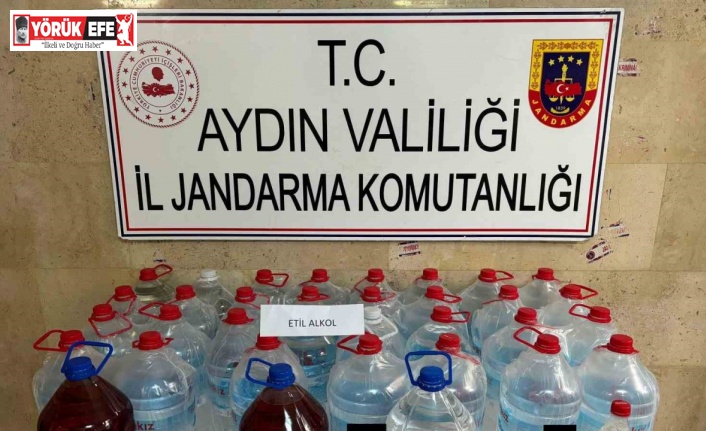 YÖRÜK EFE
"İlkeli ve Doğru Haber"
T.C.
AYDIN VALİLİĞİ
İL JANDARMA KOMUTANLIĞI
JANDARMA
ETİL ALKOL